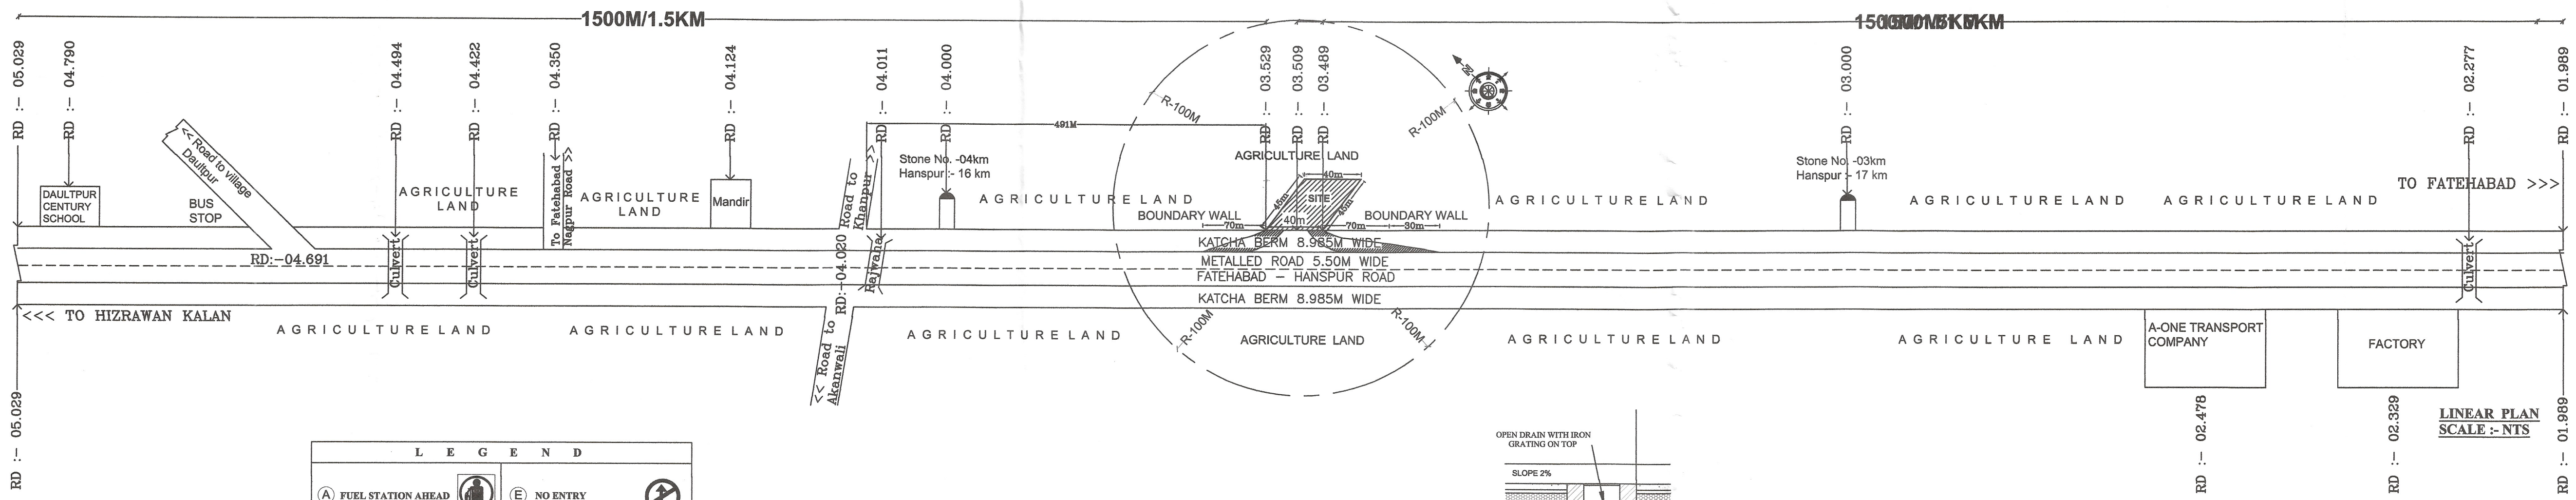 1500M/1.5KM
RD :- 05.029
RD :- 04.790
RD :- 04.494
RD :- 04.422
RD :- 04.350
RD :- 04.124
RD :- 04.011
RD :- 04.000
RD :- 03.529
RD :- 03.509
RD :- 03.489
RD :- 03.000
RD :- 02.277
RD :- 01.989
R-100M
R-100M
N
491M
<< Road to village
Daultpur
To Fatehabad
Nagpur Road >>
Road to
Khanpur >>
Stone No. -04km
Hanspur :- 16 km
AGRICULTURE LAND
Stone No. -03km
Hanspur :- 17 km
TO FATEHABAD >>>
DAULTPUR
CENTURY
SCHOOL
BUS
STOP
AGRICULTURE
LAND
AGRICULTURE
LAND
Mandir
AGRICULTURE LAND
40m
45m
SITE
45m
40m
BOUNDARY WALL
70m
BOUNDARY WALL
70m
30m
AGRICULTURE LAND
AGRICULTURE LAND
AGRICULTURE LAND
RD:-04.691
Culvert
Culvert
RD:-04.020
Rajwana
KATCHA BERM 8.985M WIDE
METALLED ROAD 5.50M WIDE
FATEHABAD - HANSPUR ROAD
KATCHA BERM 8.985M WIDE
Culvert
<<< TO HIZRAWAN KALAN
AGRICULTURE LAND
AGRICULTURE LAND
<< Road to
Akanwali
AGRICULTURE LAND
R-100M
AGRICULTURE LAND
R-100M
AGRICULTURE LAND
AGRICULTURE LAND
A-ONE TRANSPORT
COMPANY
FACTORY
RD :- 05.029
RD :- 02.478
RD :- 02.329
LINEAR PLAN
SCALE :- NTS
RD :- 01.989
LEGEND
A FUEL STATION AHEAD
E NO ENTRY
OPEN DRAIN WITH IRON
GRATING ON TOP
SLOPE 2%